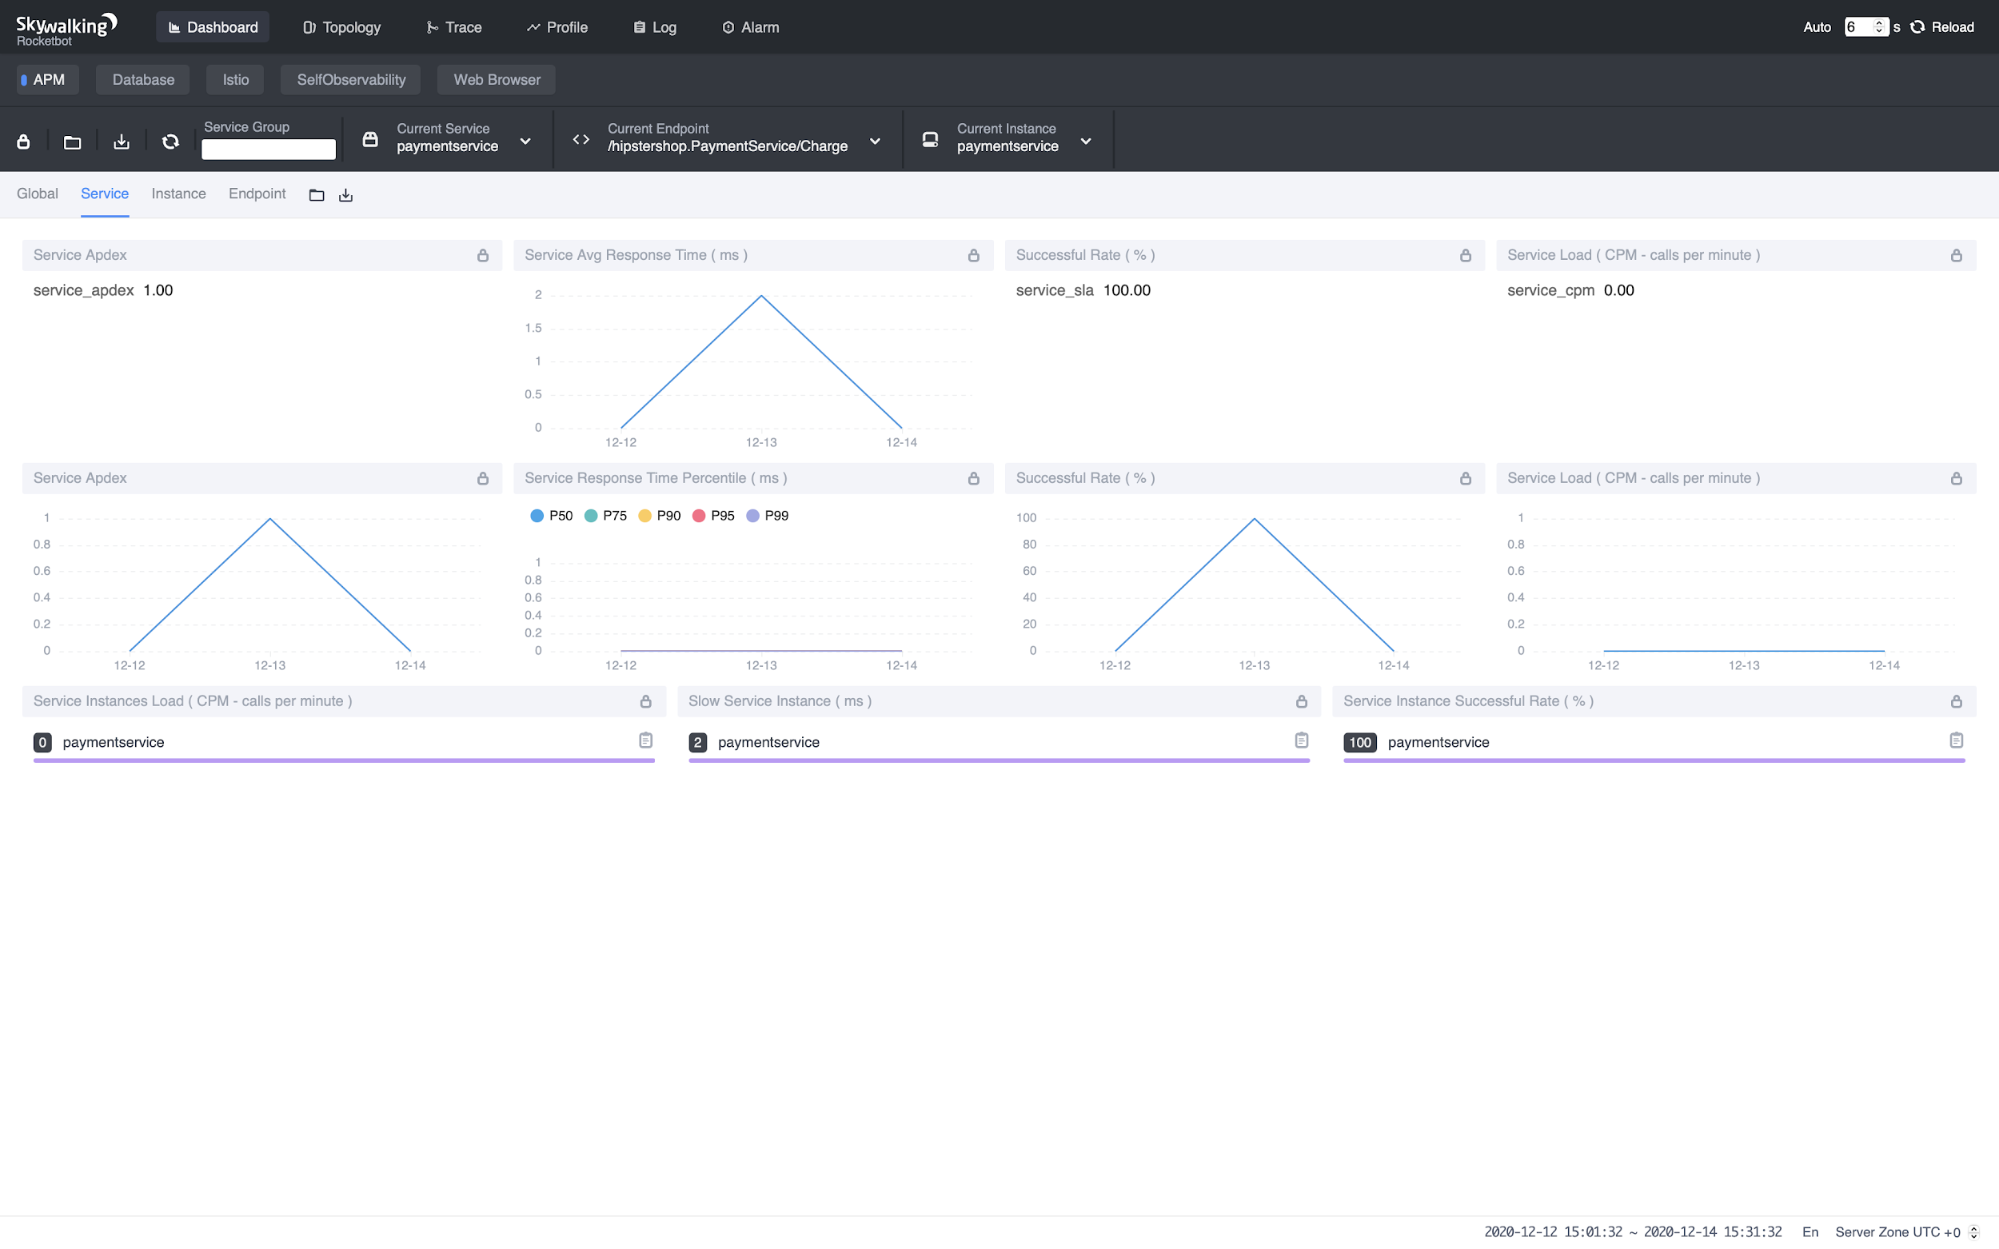 Skywalking
Rocketbot
Dashboard
Topology
Trace
Profile
Log
Alarm
Auto 6 s Reload
APM
Database
Istio
SelfObservability
Web Browser
Service Group
Current Service
paymentservice
Current Endpoint
/hipstershop.PaymentService/Charge
Current Instance
paymentservice
Global
Service
Instance
Endpoint
Service Apdex
service_apdex 1.00
Service Avg Response Time ( ms )
2
1.5
1
0.5
0
12-12 12-13 12-14
Successful Rate ( % )
service_sla 100.00
Service Load ( CPM - calls per minute )
service_cpm 0.00
Service Apdex
1
0.8
0.6
0.4
0.2
0
12-12 12-13 12-14
Service Response Time Percentile ( ms )
P50 P75 P90 P95 P99
1
0.8
0.6
0.4
0.2
0
12-12 12-13 12-14
Successful Rate ( % )
100
80
60
40
20
0
12-12 12-13 12-14
Service Load ( CPM - calls per minute )
1
0.8
0.6
0.4
0.2
0
12-12 12-13 12-14
Service Instances Load ( CPM - calls per minute )
0 paymentservice
Slow Service Instance ( ms )
2 paymentservice
Service Instance Successful Rate ( % )
100 paymentservice
2020-12-12 15:01:32 ~ 2020-12-14 15:31:32 En Server Zone UTC +0